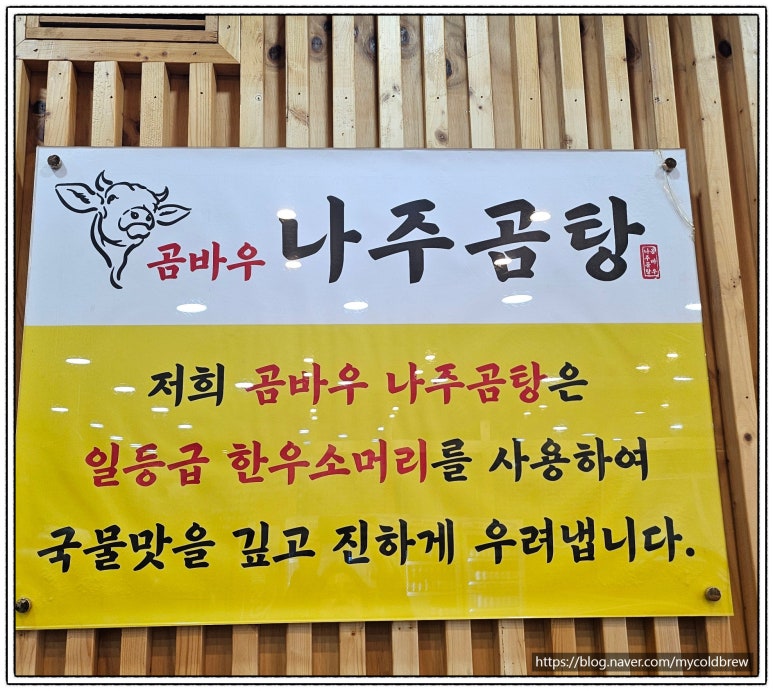 곰바우 나주곰탕
저희 곰바우 나주곰탕은
일등급 한우소머리를 사용하여
국물맛을 깊고 진하게 우려냅니다.
https://blog.naver.com/mycoldbrew